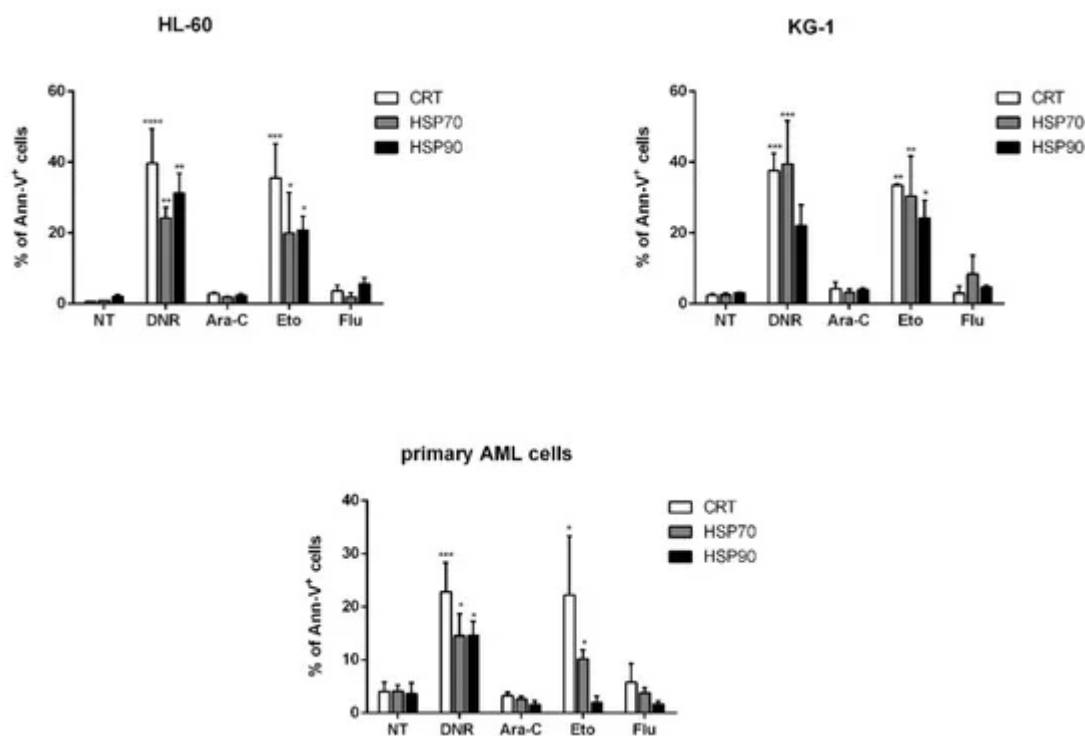 HL-60
% of Ann-V+ cells
60
40
20
0
****
**
**
***
*
*
NT DNR Ara-C Eto Flu
CRT
HSP70
HSP90
KG-1
% of Ann-V+ cells
60
40
20
0
***
***
**
**
*
NT DNR Ara-C Eto Flu
CRT
HSP70
HSP90
primary AML cells
% of Ann-V+ cells
40
30
20
10
0
***
*
*
*
*
NT DNR Ara-C Eto Flu
CRT
HSP70
HSP90